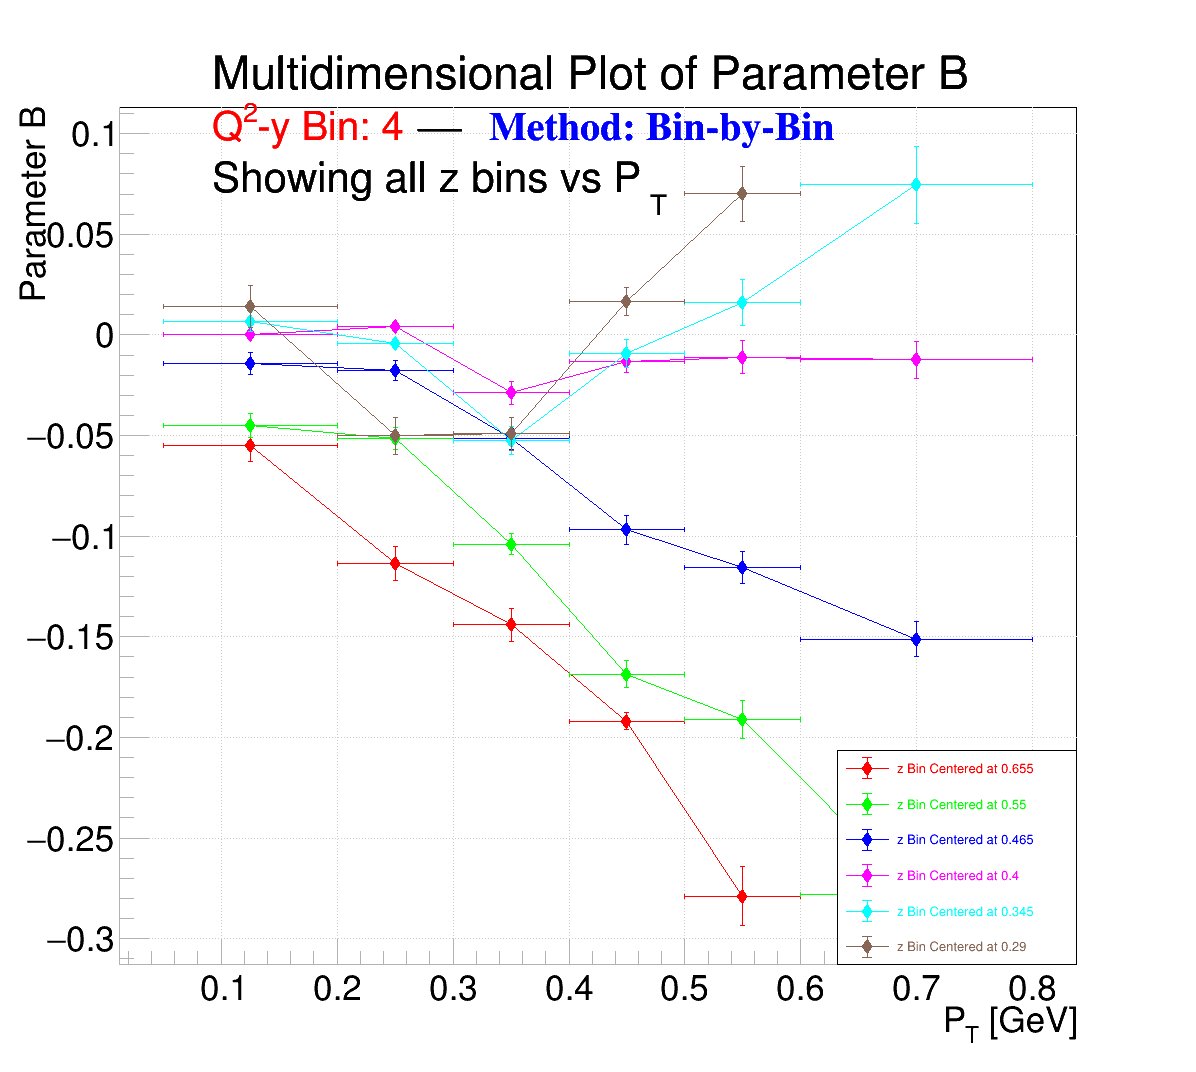 Multidimensional Plot of Parameter B
Q²-y Bin: 4 — Method: Bin-by-Bin
Showing all z bins vs P_T
Parameter B
0.1
0.05
0
−0.05
−0.1
−0.15
−0.2
−0.25
−0.3
z Bin Centered at 0.655
z Bin Centered at 0.55
z Bin Centered at 0.465
z Bin Centered at 0.4
z Bin Centered at 0.345
z Bin Centered at 0.29
0.1 0.2 0.3 0.4 0.5 0.6 0.7 0.8
P_T [GeV]